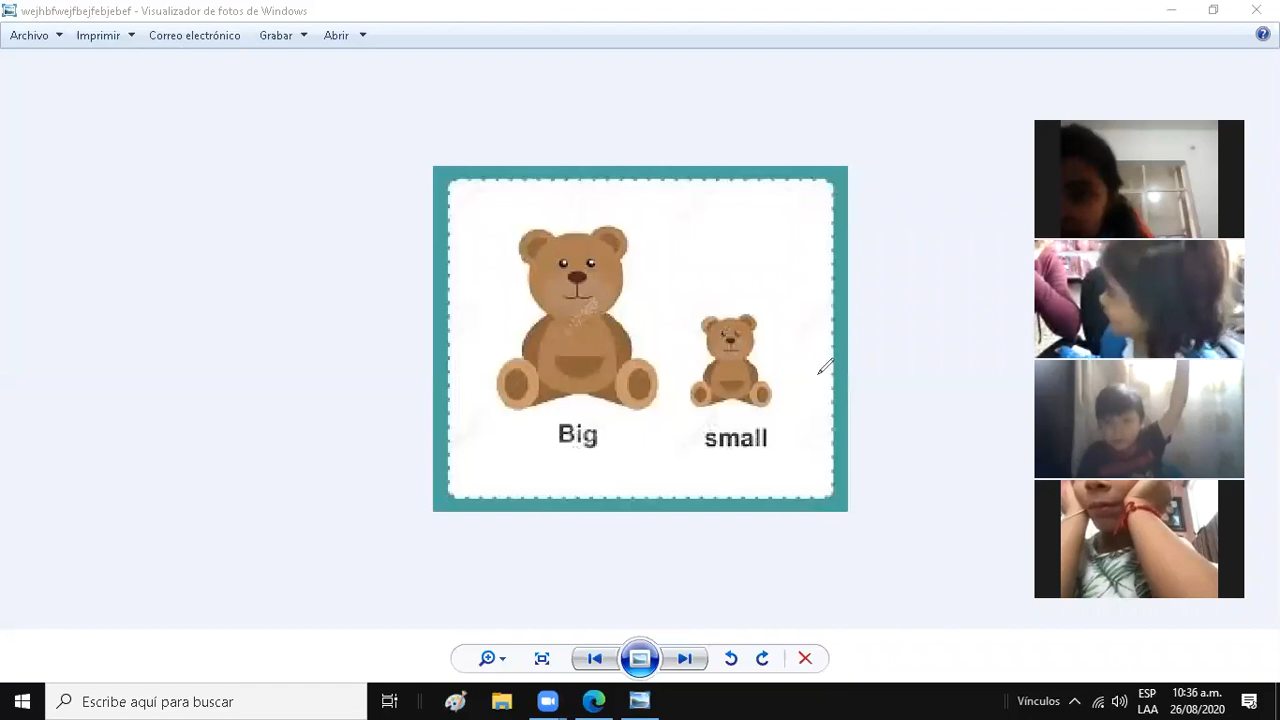 wejhbfwejfbejfebjebef - Visualizador de fotos de Windows
Archivo Imprimir Correo electrónico Grabar Abrir
Big small
Escribe aquí para buscar
Vínculos
ESP
LAA
10:36 a.m.
26/08/2020